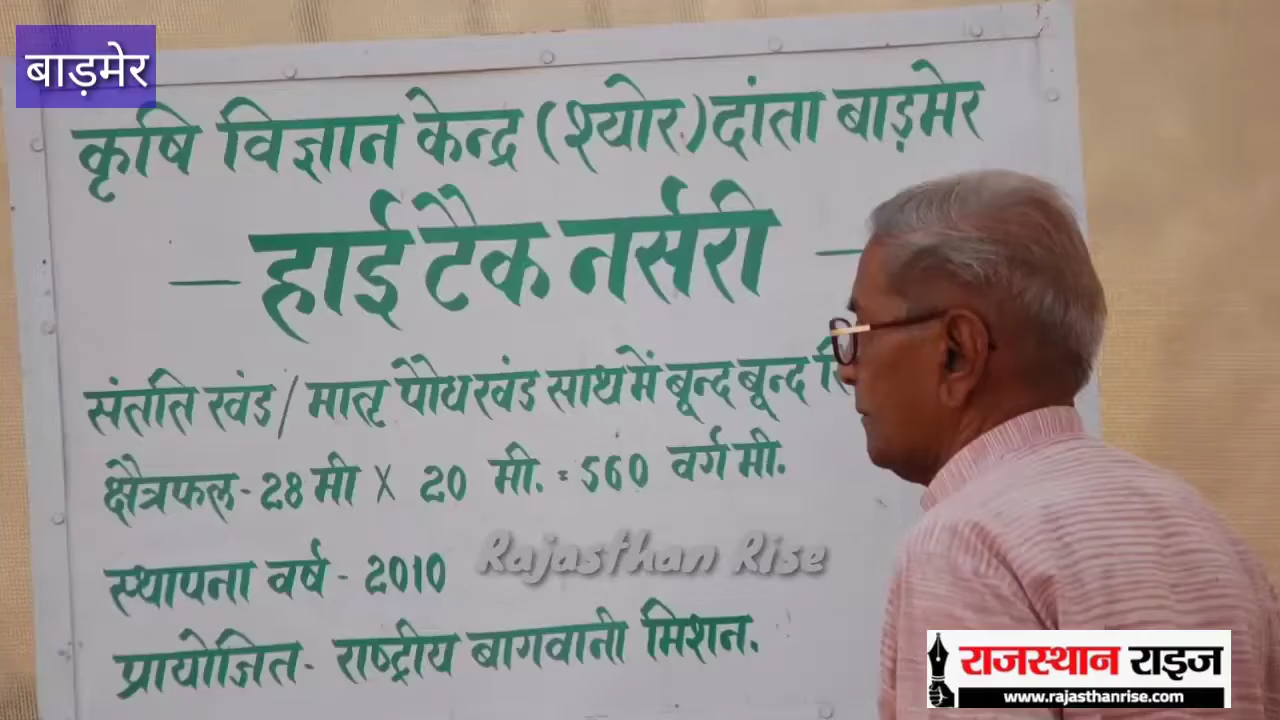 बाड़मेर
कृषि विज्ञान केन्द्र (श्योर) दांता बाड़मेर
— हाई टैक नर्सरी —
संतति खंड / मातृ पौध खंड साथ में बून्द बून्द
क्षैत्रफल - 28 मी X 20 मी. = 560 वर्ग मी.
स्थापना वर्ष - 2010
Rajasthan Rise
प्रायोजित - राष्ट्रीय बागवानी मिशन.
राजस्थान राइज
www.rajasthanrise.com